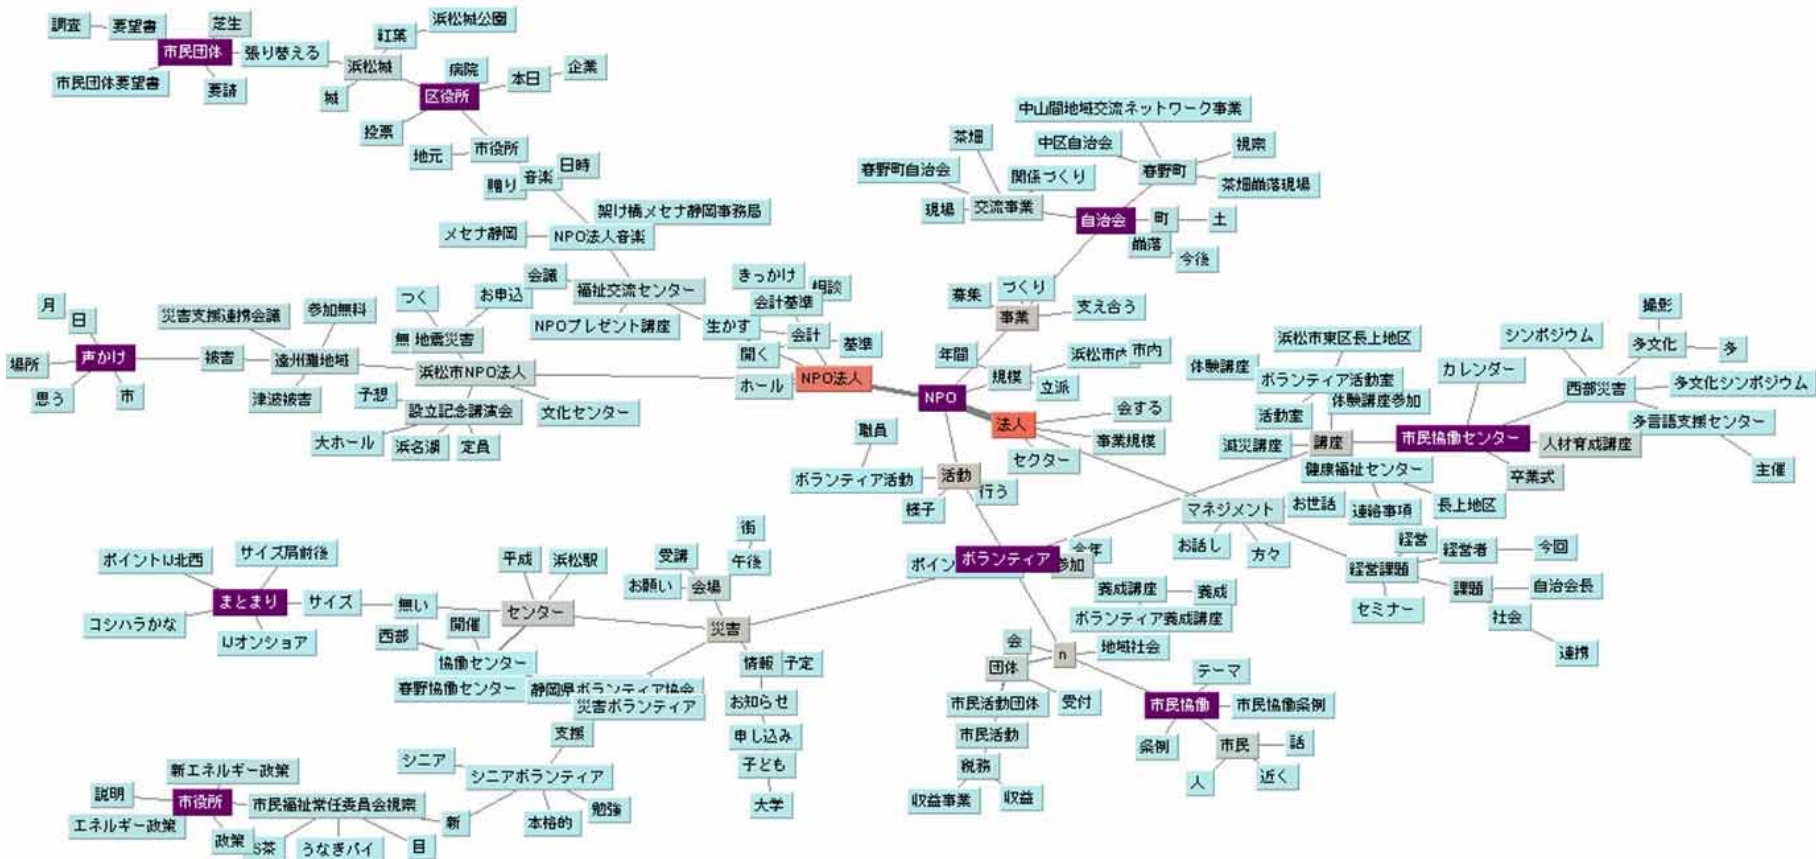 調査
要望書
芝生
市民団体
張り替える
市民団体要望書
要請
浜松城公園
紅葉
浜松城
城
病院
本日
企業
区役所
投票
地元
市役所
日時
音楽
贈り
架け橋メセナ静岡事務局
メセナ静岡
NPO法人音楽
会議
福祉交流センター
NPOプレゼント講座
生かす
きっかけ
相談
会計基準
会計
基準
開く
ホール
NPO法人
つく
お申込
無
地震災害
浜松市NPO法人
予想
設立記念講演会
文化センター
大ホール
浜名湖
定員
月
日
場所
声かけ
思う
市
被害
災害支援連携会議
参加無料
遠州灘地域
津波被害
中山間地域交流ネットワーク事業
茶畑
中区自治会
視察
春野町自治会
関係づくり
春野町
茶畑崩落現場
現場
交流事業
自治会
町
土
崩落
今後
募集
づくり
支え合う
事業
年間
規模
浜松市内
市内
立派
NPO
法人
会する
事業規模
セクター
職員
ボランティア活動
活動
行う
様子
撮影
シンポジウム
多文化
多
浜松市東区長上地区
カレンダー
体験講座
ボランティア活動室
西部災害
多文化シンポジウム
体験講座参加
活動室
多言語支援センター
減災講座
講座
市民協働センター
人材育成講座
主催
健康福祉センター
卒業式
長上地区
連絡事項
マネジメント
お世話
お話し
方々
経営
経営者
今回
経営課題
課題
自治会長
セミナー
社会
連携
ポイン
ボランティア
今年
参加
養成講座
養成
ボランティア養成講座
会
団体
n
地域社会
受付
市民活動団体
市民活動
税務
収益事業
収益
テーマ
市民協働
市民協働条例
条例
市民
話
人
近く
街
受講
午後
お願い
会場
災害
情報
予定
お知らせ
申し込み
子ども
大学
平成
浜松駅
センター
無い
開催
西部
協働センター
春野協働センター
静岡県ボランティア協会
災害ボランティア
支援
ポイントIJ北西
サイズ局前後
まとまり
サイズ
コシハラかな
IJオンショア
シニア
シニアボランティア
新
本格的
勉強
新エネルギー政策
説明
市役所
市民福祉常任委員会視察
エネルギー政策
政策
S茶
うなぎパイ
目